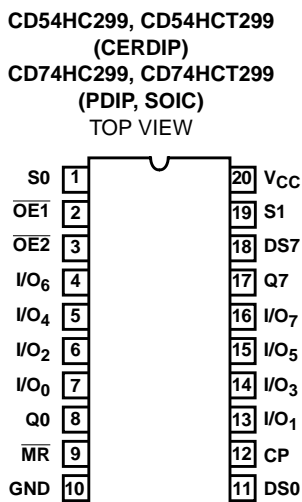 CD54HC299, CD54HCT299
(CERDIP)
CD74HC299, CD74HCT299
(PDIP, SOIC)
TOP VIEW
S0 1 20 VCC
OE1 2 19 S1
OE2 3 18 DS7
I/O6 4 17 Q7
I/O4 5 16 I/O7
I/O2 6 15 I/O5
I/O0 7 14 I/O3
Q0 8 13 I/O1
MR 9 12 CP
GND 10 11 DS0